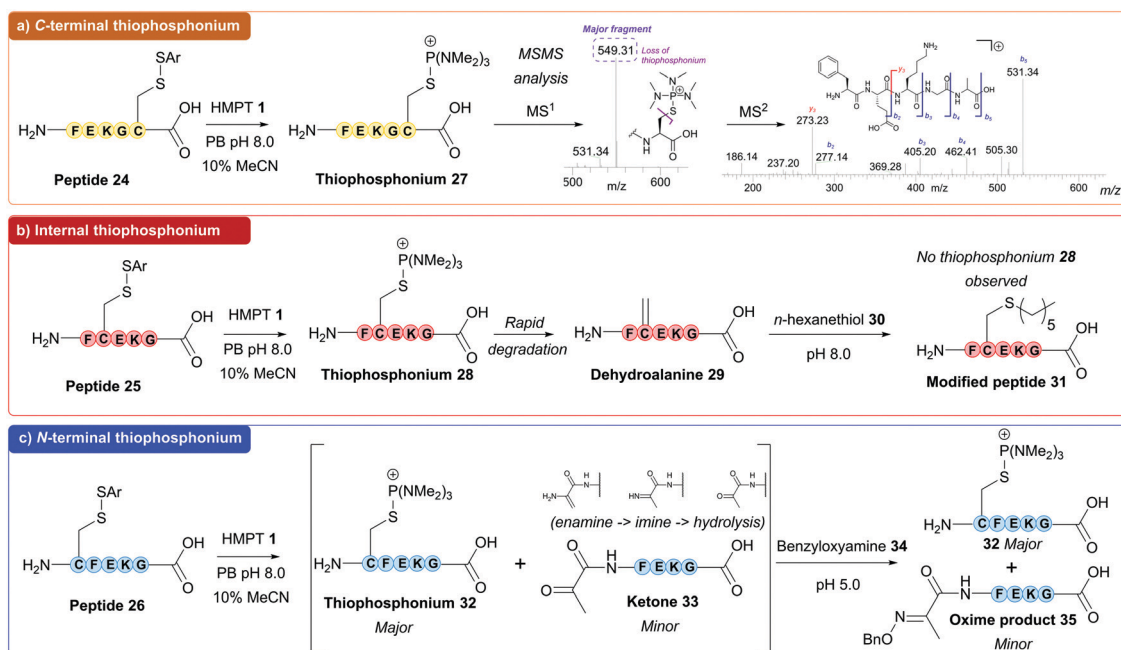 a) C-terminal thiophosphonium
SAr
S
H₂N
F E K G C
OH
O
Peptide 24
HMPT 1
PB pH 8.0
10% MeCN
⊕
P(NMe₂)₃
S
H₂N
F E K G C
OH
O
Thiophosphonium 27
MSMS
analysis
MS¹
Major fragment
549.31
Loss of
thiophosphonium
N N
N P ⊕
S
N
H
OH
O
531.34
500 600
m/z
MS²
NH₂
⊕
y₃
H₂N
O
H
N
OH
HO O
b₂ b₃ b₄ b₅
b₅
531.34
y₃
273.23
b₂
277.14
186.14
237.20
369.28
b₃
405.20
b₄
462.41
505.30
200 300 400 m/z 500 600 m/z
b) Internal thiophosphonium
SAr
S
H₂N
F C E K G
OH
O
Peptide 25
HMPT 1
PB pH 8.0
10% MeCN
⊕
P(NMe₂)₃
S
H₂N
F C E K G
OH
O
Thiophosphonium 28
Rapid
degradation
H₂N
F C E K G
OH
O
Dehydroalanine 29
n-hexanethiol 30
pH 8.0
No thiophosphonium 28
observed
S
5
H₂N
F C E K G
OH
O
Modified peptide 31
c) N-terminal thiophosphonium
SAr
S
H₂N
C F E K G
OH
O
Peptide 26
HMPT 1
PB pH 8.0
10% MeCN
⊕
P(NMe₂)₃
S
H₂N
C F E K G
OH
O
Thiophosphonium 32
Major
+
O H
H₂N N
O H
HN N
O H
O N
(enamine -> imine -> hydrolysis)
O
H
N
F E K G
OH
O
O
Ketone 33
Minor
Benzyloxyamine 34
pH 5.0
⊕
P(NMe₂)₃
S
H₂N
C F E K G
OH
O
32 Major
+
O
H
N
F E K G
OH
O
N
BnO
Oxime product 35
Minor